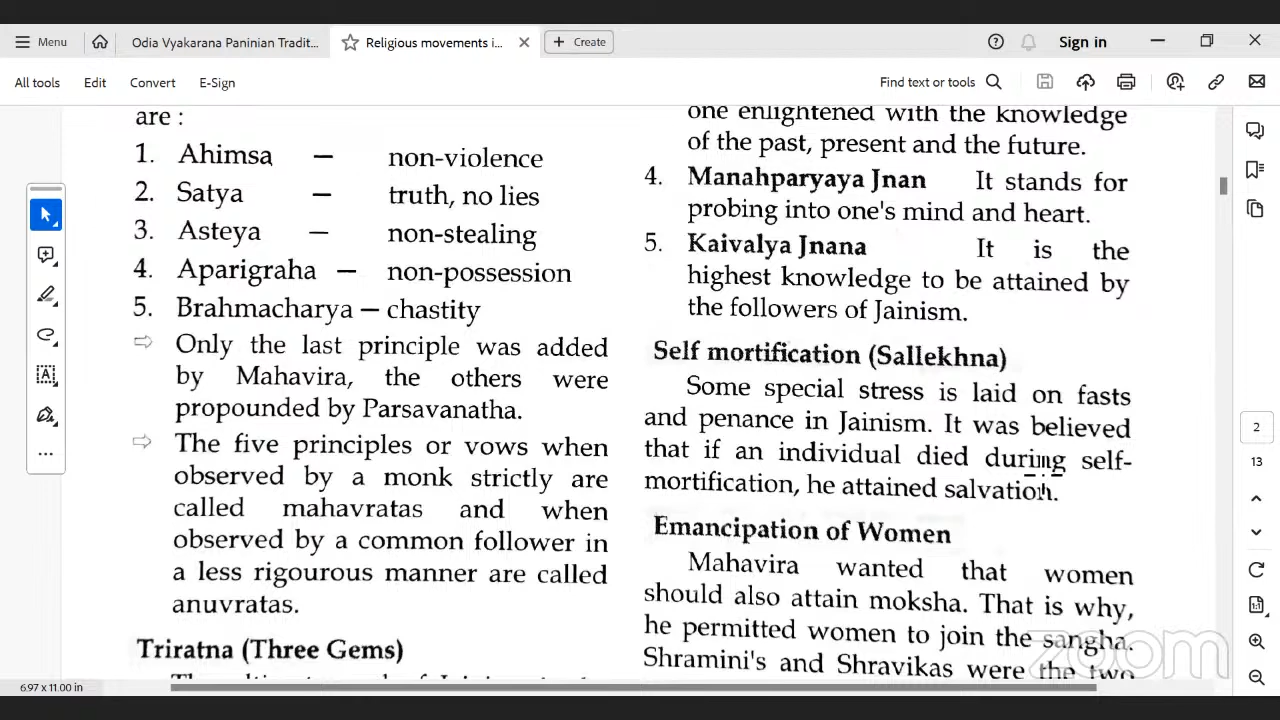 Menu
Odia Vyakarana Paninian Tradit...
Religious movements i...
Create
Sign in
All tools
Edit
Convert
E-Sign
Find text or tools
are :
1. Ahimsa – non-violence
2. Satya – truth, no lies
3. Asteya – non-stealing
4. Aparigraha – non-possession
5. Brahmacharya – chastity
⇨ Only the last principle was added
by Mahavira, the others were
propounded by Parsavanatha.
⇨ The five principles or vows when
observed by a monk strictly are
called mahavratas and when
observed by a common follower in
a less rigourous manner are called
anuvratas.
Triratna (Three Gems)
one enlightened with the knowledge
of the past, present and the future.
4. Manahparyaya Jnan It stands for
probing into one's mind and heart.
5. Kaivalya Jnana It is the
highest knowledge to be attained by
the followers of Jainism.
Self mortification (Sallekhna)
Some special stress is laid on fasts
and penance in Jainism. It was believed
that if an individual died during self-
mortification, he attained salvation.
Emancipation of Women
Mahavira wanted that women
should also attain moksha. That is why,
he permitted women to join the sangha.
Shramini's and Shravikas were the two
2
13
6.97 x 11.00 in
zoom